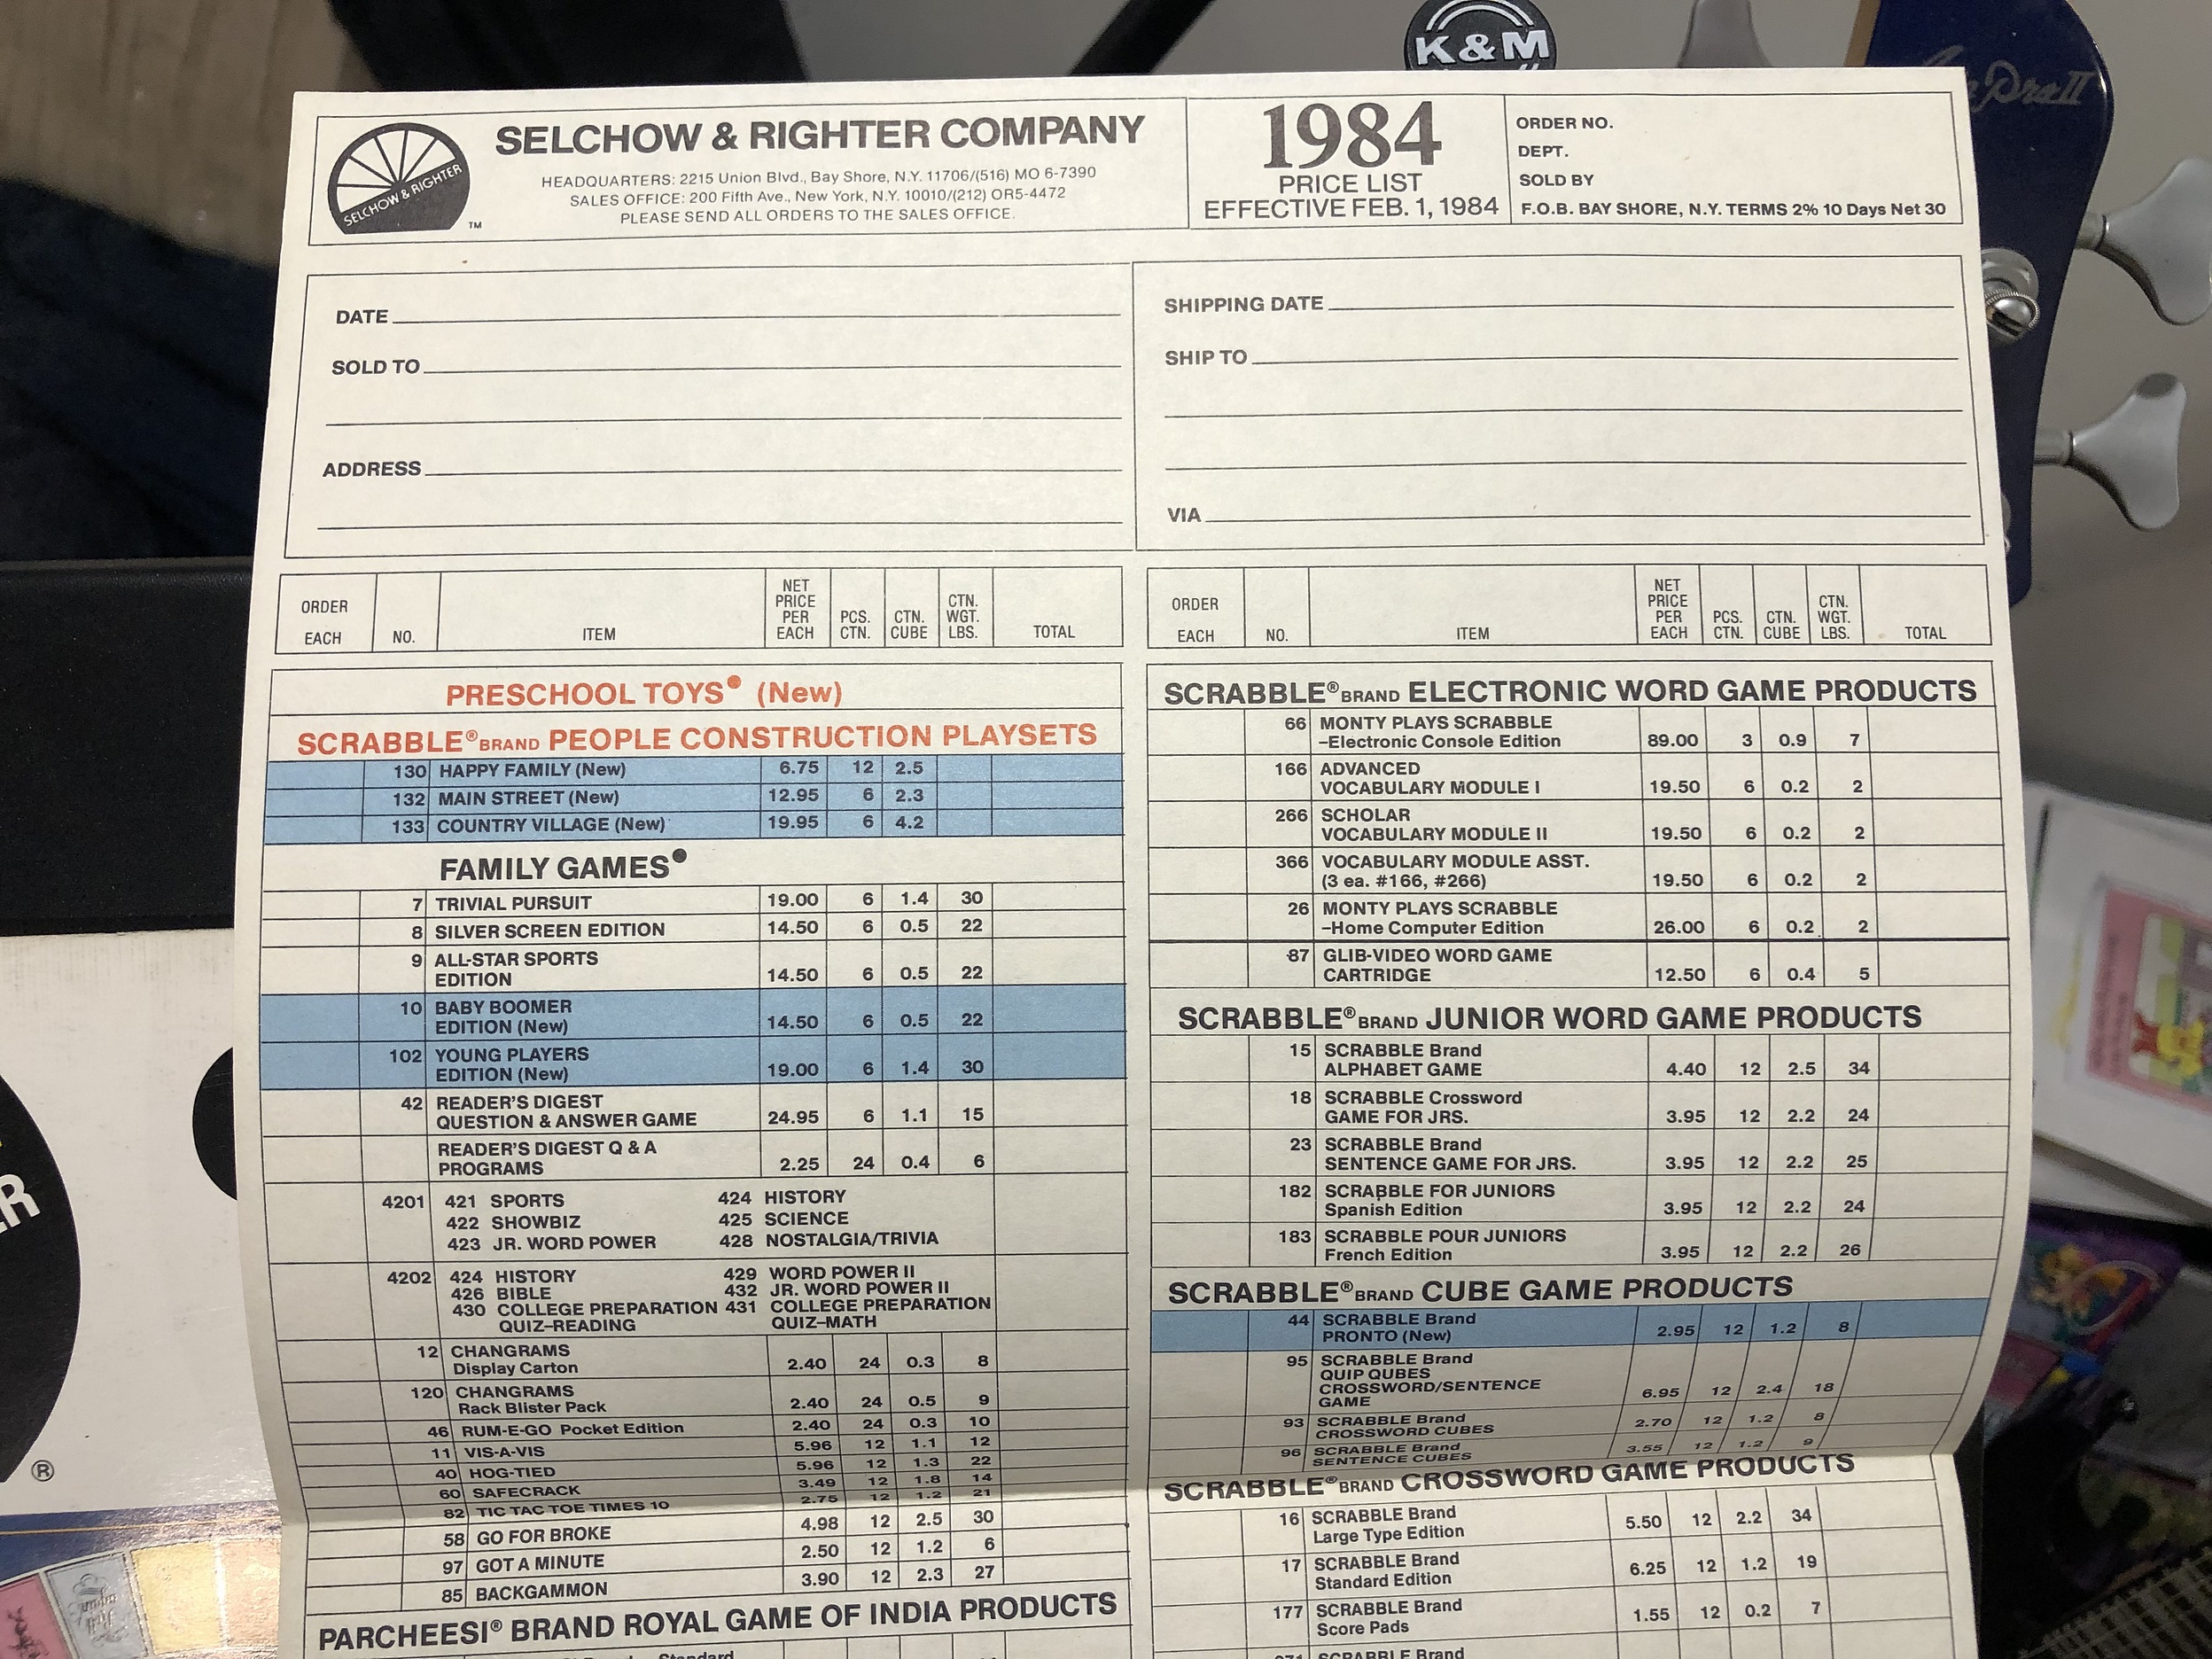 K & M
Pro II
SELCHOW & RIGHTER
TM
SELCHOW & RIGHTER COMPANY
HEADQUARTERS: 2215 Union Blvd., Bay Shore, N.Y. 11706/(516) MO 6-7390
SALES OFFICE: 200 Fifth Ave., New York, N.Y. 10010/(212) OR5-4472
PLEASE SEND ALL ORDERS TO THE SALES OFFICE.
1984
PRICE LIST
EFFECTIVE FEB. 1, 1984
ORDER NO.
DEPT.
SOLD BY
F.O.B. BAY SHORE, N.Y. TERMS 2% 10 Days Net 30
DATE
SOLD TO
ADDRESS
SHIPPING DATE
SHIP TO
VIA
ORDER EACH NO. ITEM NET PRICE PER EACH PCS. CTN. CTN. CUBE CTN. WGT. LBS. TOTAL
PRESCHOOL TOYS● (New)
SCRABBLE® BRAND PEOPLE CONSTRUCTION PLAYSETS
130 HAPPY FAMILY (New) 6.75 12 2.5
132 MAIN STREET (New) 12.95 6 2.3
133 COUNTRY VILLAGE (New) 19.95 6 4.2
FAMILY GAMES●
7 TRIVIAL PURSUIT 19.00 6 1.4 30
8 SILVER SCREEN EDITION 14.50 6 0.5 22
9 ALL-STAR SPORTS
EDITION 14.50 6 0.5 22
10 BABY BOOMER
EDITION (New) 14.50 6 0.5 22
102 YOUNG PLAYERS
EDITION (New) 19.00 6 1.4 30
42 READER'S DIGEST
QUESTION & ANSWER GAME 24.95 6 1.1 15
READER'S DIGEST Q & A
PROGRAMS 2.25 24 0.4 6
4201 421 SPORTS 424 HISTORY
422 SHOWBIZ 425 SCIENCE
423 JR. WORD POWER 428 NOSTALGIA/TRIVIA
4202 424 HISTORY 429 WORD POWER II
426 BIBLE 432 JR. WORD POWER II
430 COLLEGE PREPARATION 431 COLLEGE PREPARATION
QUIZ–READING QUIZ–MATH
12 CHANGRAMS
Display Carton 2.40 24 0.3 8
120 CHANGRAMS
Rack Blister Pack 2.40 24 0.5 9
46 RUM-E-GO Pocket Edition 2.40 24 0.3 10
11 VIS-A-VIS 5.96 12 1.1 12
40 HOG-TIED 5.96 12 1.3 22
60 SAFECRACK 3.49 12 1.8 14
82 TIC TAC TOE TIMES 10 2.75 12 1.2 21
58 GO FOR BROKE 4.98 12 2.5 30
97 GOT A MINUTE 2.50 12 1.2 6
85 BACKGAMMON 3.90 12 2.3 27
PARCHEESI® BRAND ROYAL GAME OF INDIA PRODUCTS
Standard
ORDER EACH NO. ITEM NET PRICE PER EACH PCS. CTN. CTN. CUBE CTN. WGT. LBS. TOTAL
SCRABBLE® BRAND ELECTRONIC WORD GAME PRODUCTS
66 MONTY PLAYS SCRABBLE
–Electronic Console Edition 89.00 3 0.9 7
166 ADVANCED
VOCABULARY MODULE I 19.50 6 0.2 2
266 SCHOLAR
VOCABULARY MODULE II 19.50 6 0.2 2
366 VOCABULARY MODULE ASST.
(3 ea. #166, #266) 19.50 6 0.2 2
26 MONTY PLAYS SCRABBLE
–Home Computer Edition 26.00 6 0.2 2
87 GLIB-VIDEO WORD GAME
CARTRIDGE 12.50 6 0.4 5
SCRABBLE® BRAND JUNIOR WORD GAME PRODUCTS
15 SCRABBLE Brand
ALPHABET GAME 4.40 12 2.5 34
18 SCRABBLE Crossword
GAME FOR JRS. 3.95 12 2.2 24
23 SCRABBLE Brand
SENTENCE GAME FOR JRS. 3.95 12 2.2 25
182 SCRABBLE FOR JUNIORS
Spanish Edition 3.95 12 2.2 24
183 SCRABBLE POUR JUNIORS
French Edition 3.95 12 2.2 26
SCRABBLE® BRAND CUBE GAME PRODUCTS
44 SCRABBLE Brand
PRONTO (New) 2.95 12 1.2 8
95 SCRABBLE Brand
QUIP QUBES
CROSSWORD/SENTENCE
GAME 6.95 12 2.4 18
93 SCRABBLE Brand
CROSSWORD CUBES 2.70 12 1.2 8
96 SCRABBLE Brand
SENTENCE CUBES 3.55 12 1.2 9
SCRABBLE® BRAND CROSSWORD GAME PRODUCTS
16 SCRABBLE Brand
Large Type Edition 5.50 12 2.2 34
17 SCRABBLE Brand
Standard Edition 6.25 12 1.2 19
177 SCRABBLE Brand
Score Pads 1.55 12 0.2 7
SCRABBLE Brand
®